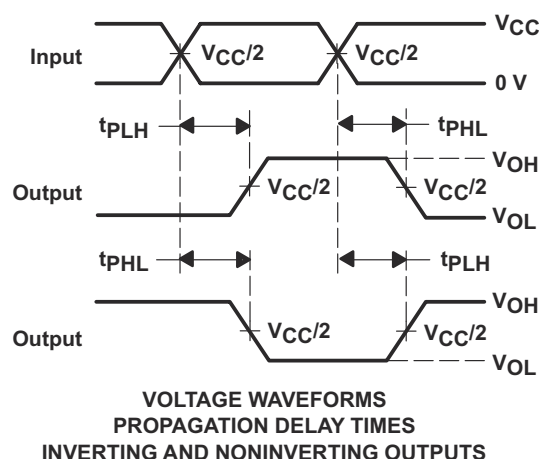 VCC
Input
VCC/2
VCC/2
0 V
tPLH
tPHL
VOH
Output
VCC/2
VCC/2
VOL
tPHL
tPLH
VOH
Output
VCC/2
VCC/2
VOL
VOLTAGE WAVEFORMS
PROPAGATION DELAY TIMES
INVERTING AND NONINVERTING OUTPUTS